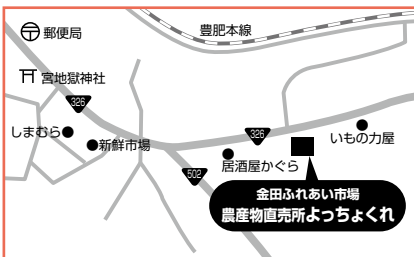 郵便局
豊肥本線
宮地獄神社
326
しまむら
新鮮市場
326
いもの力屋
居酒屋かぐら
502
金田ふれあい市場
農産物直売所よっちょくれ